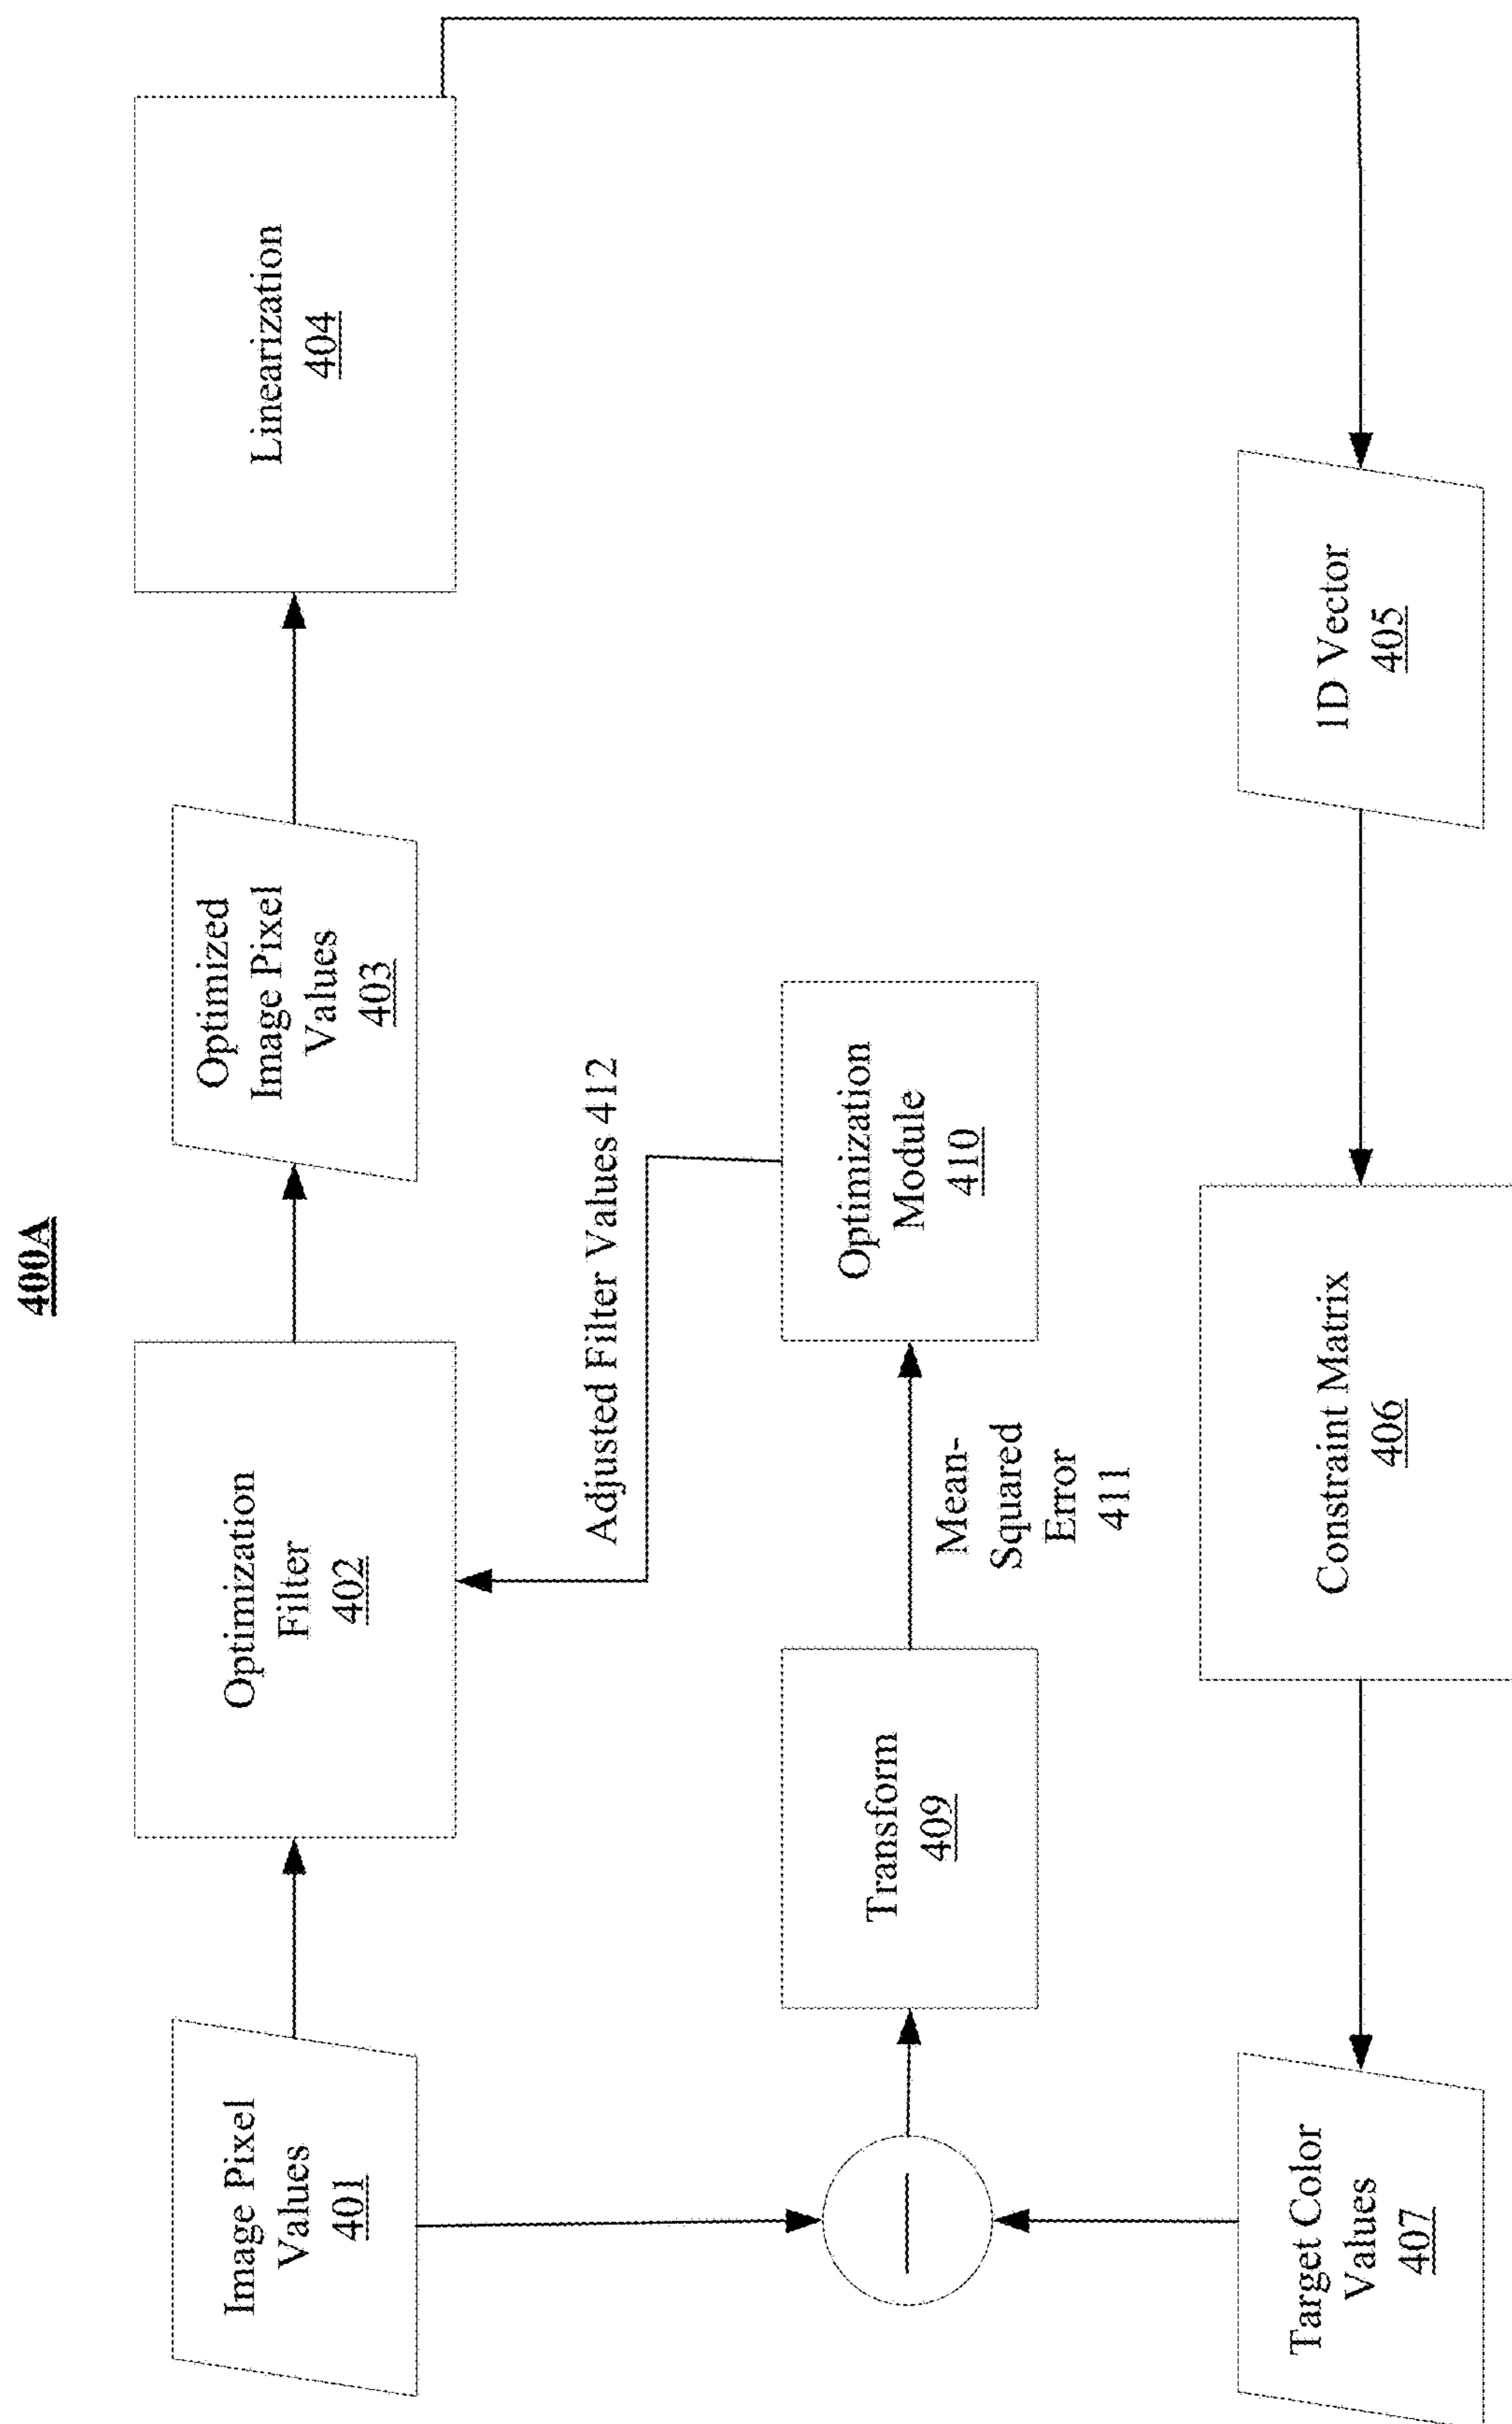 400A
Image Pixel
Values
401
Optimization
Filter
402
Optimized
Image Pixel
Values
403
Linearization
404
Adjusted Filter Values 412
Transform
409
Mean-
Squared
Error
411
Optimization
Module
410
Target Color
Values
407
Constraint Matrix
406
1D Vector
405